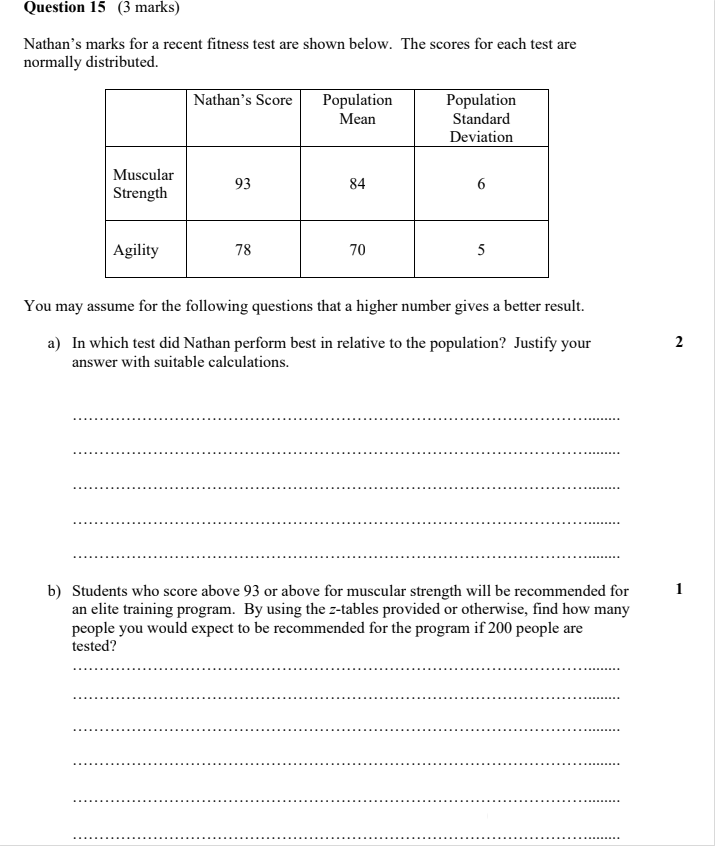 Question 15 (3 marks)
Nathan's marks for a recent fitness test are shown below. The scores for each test are
normally distributed.
Nathan's Score Population Population
Mean Standard
Deviation
Muscular
Strength 93 84 6
Agility 78 70 5
You may assume for the following questions that a higher number gives a better result.
a) In which test did Nathan perform best in relative to the population? Justify your 2
answer with suitable calculations.
b) Students who score above 93 or above for muscular strength will be recommended for 1
an elite training program. By using the z-tables provided or otherwise, find how many
people you would expect to be recommended for the program if 200 people are
tested?